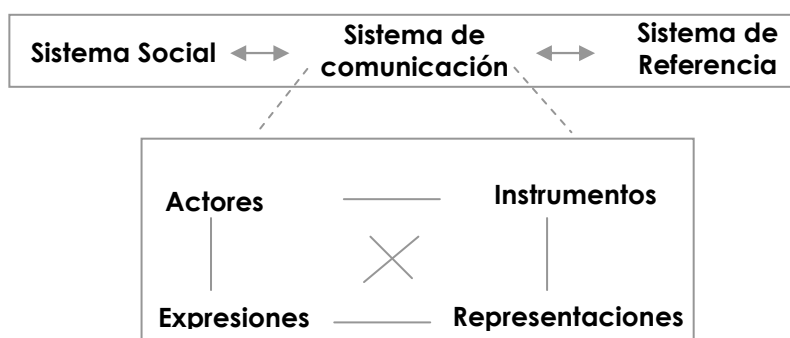 Sistema Social
Sistema de
comunicación
Sistema de
Referencia
Actores
Instrumentos
Expresiones
Representaciones